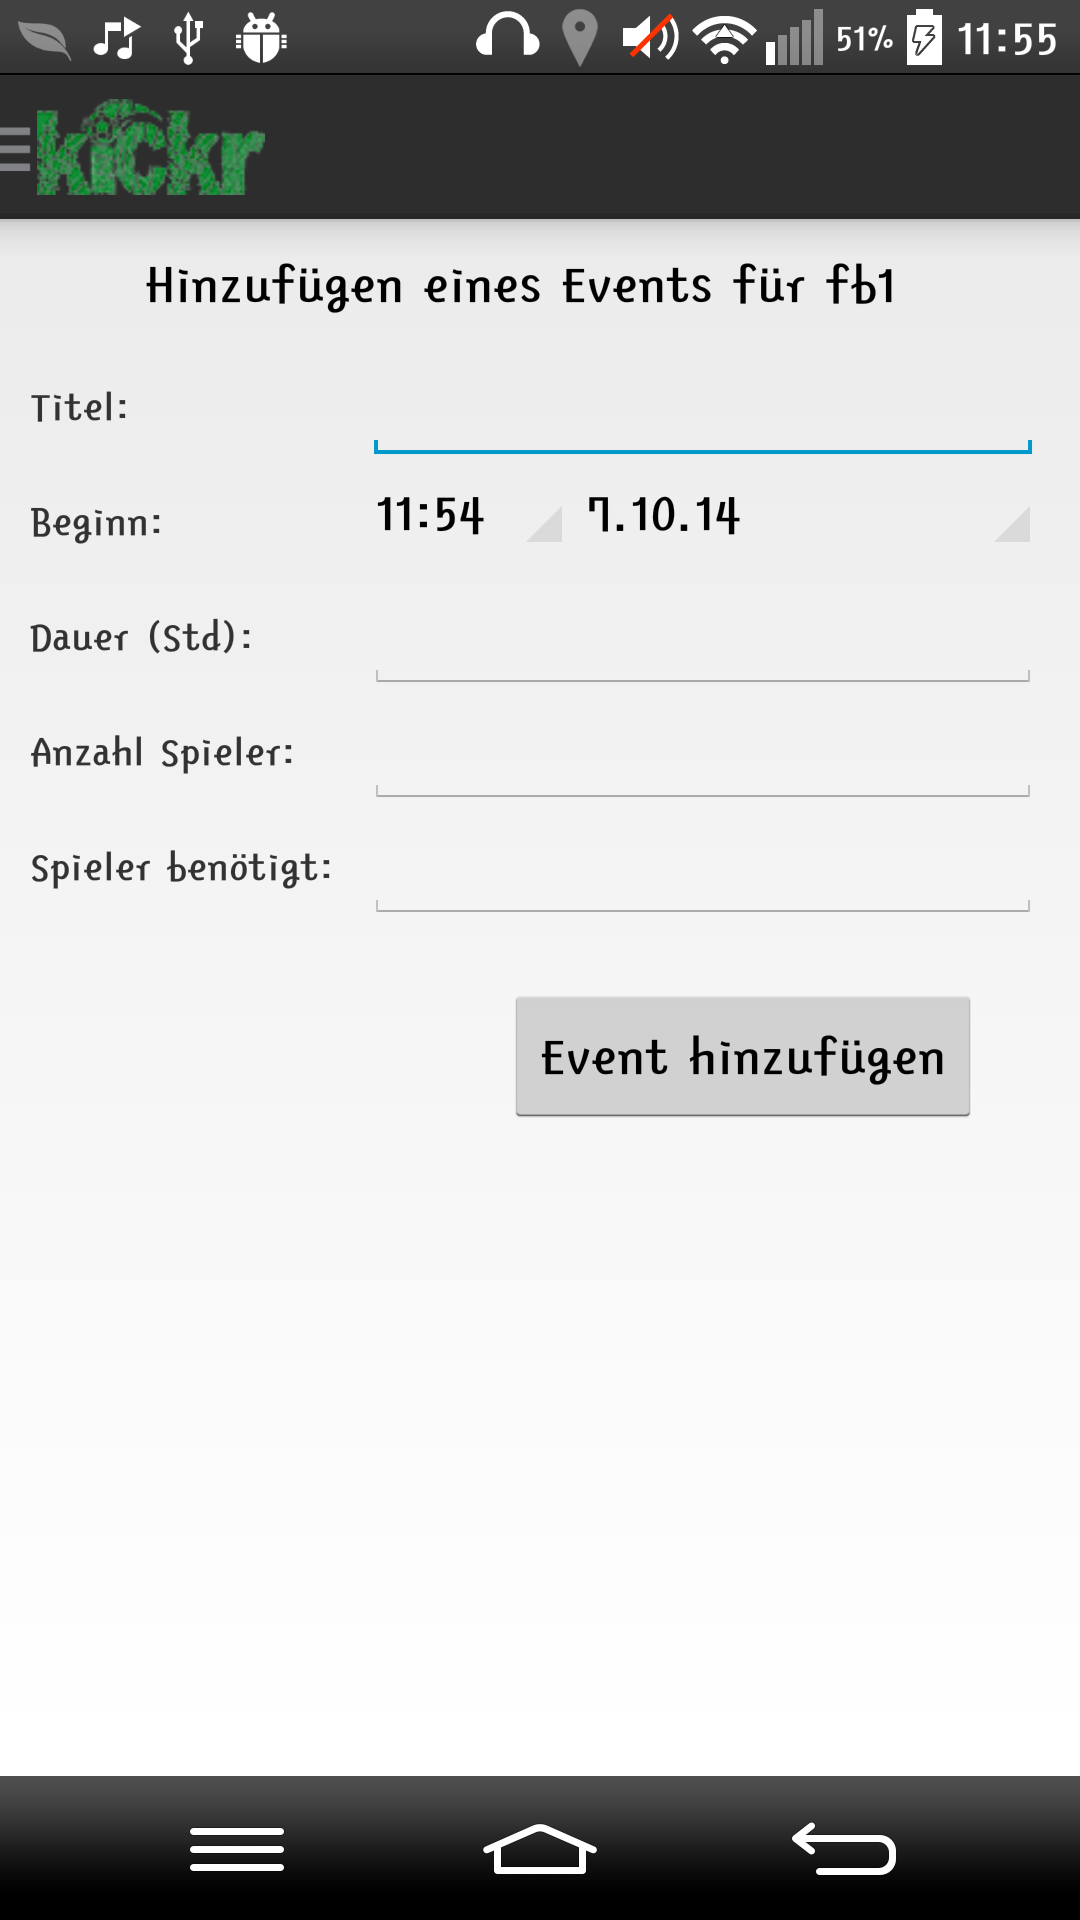 51% 11:55
kickr
Hinzufügen eines Events für fb1
Titel:
Beginn: 11:54 7.10.14
Dauer (Std):
Anzahl Spieler:
Spieler benötigt:
Event hinzufügen